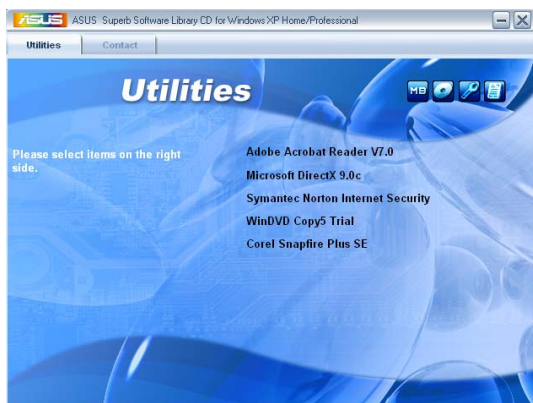 ASUS ASUS Superb Software Library CD for Windows XP Home/Professional
Utilities Contact
Utilities
MB
Please select items on the right
side.
Adobe Acrobat Reader V7.0
Microsoft DirectX 9.0c
Symantec Norton Internet Security
WinDVD Copy5 Trial
Corel Snapfire Plus SE